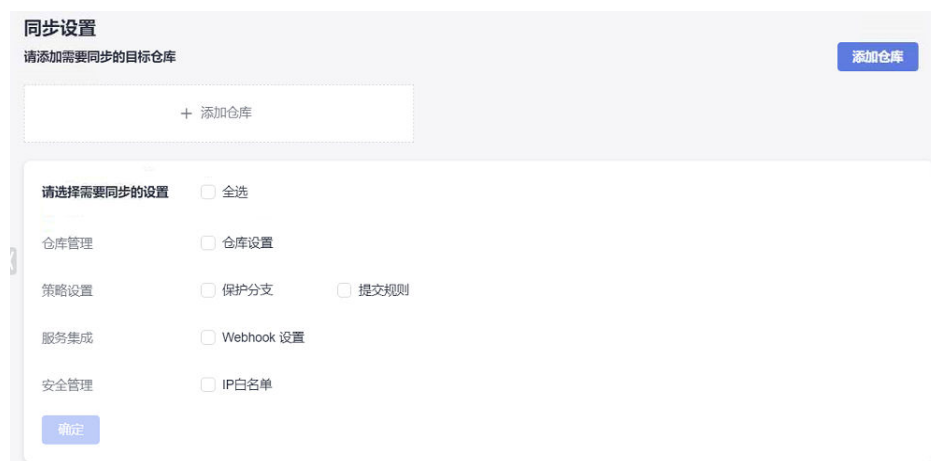 同步设置
请添加需要同步的目标仓库
添加仓库
+ 添加仓库
请选择需要同步的设置 全选
仓库管理 仓库设置
策略设置 保护分支 提交规则
服务集成 Webhook 设置
安全管理 IP白名单
确定